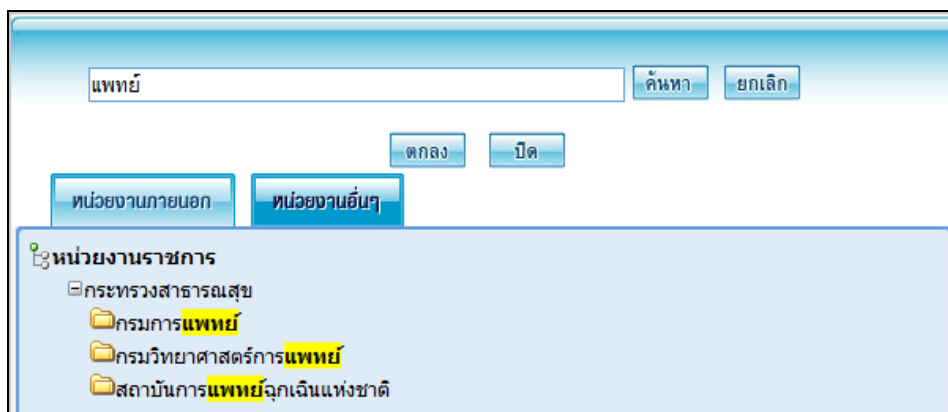 แพทย์ ค้นหา ยกเลิก
ตกลง ปิด
หน่วยงานภายนอก หน่วยงานอื่นๆ
หน่วยงานราชการ
กระทรวงสาธารณสุข
กรมการแพทย์
กรมวิทยาศาสตร์การแพทย์
สถาบันการแพทย์ฉุกเฉินแห่งชาติ